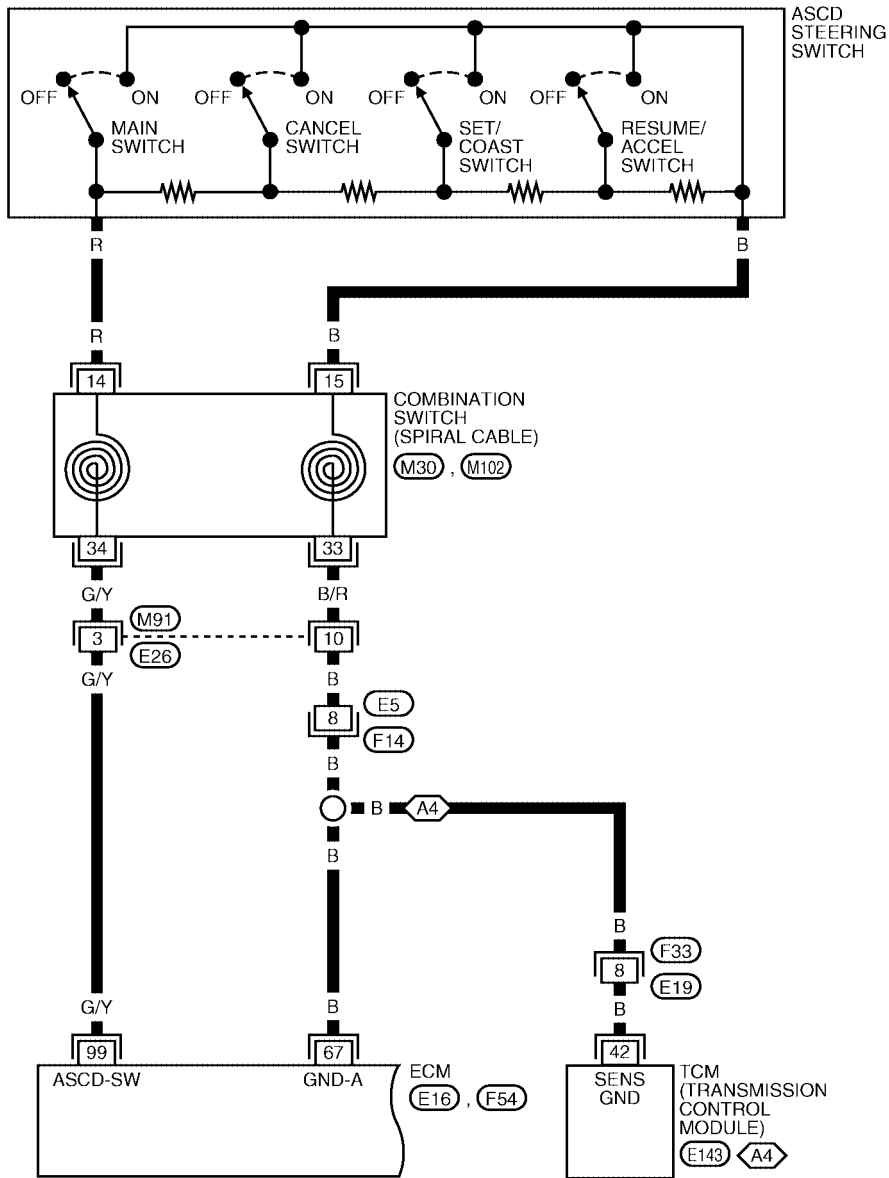 ASCD
STEERING
SWITCH
OFF
ON
OFF
ON
OFF
ON
OFF
ON
MAIN
SWITCH
CANCEL
SWITCH
SET/
COAST
SWITCH
RESUME/
ACCEL
SWITCH
R
B
R
B
14
15
COMBINATION
SWITCH
(SPIRAL CABLE)
M30 , M102
34
33
G/Y
B/R
M91
3
10
E26
G/Y
B
E5
8
F14
B
B
A4
B
B
F33
8
E19
G/Y
B
B
99
67
42
ASCD-SW
GND-A
ECM
E16 , F54
SENS
GND
TCM
(TRANSMISSION
CONTROL
MODULE)
E143
A4